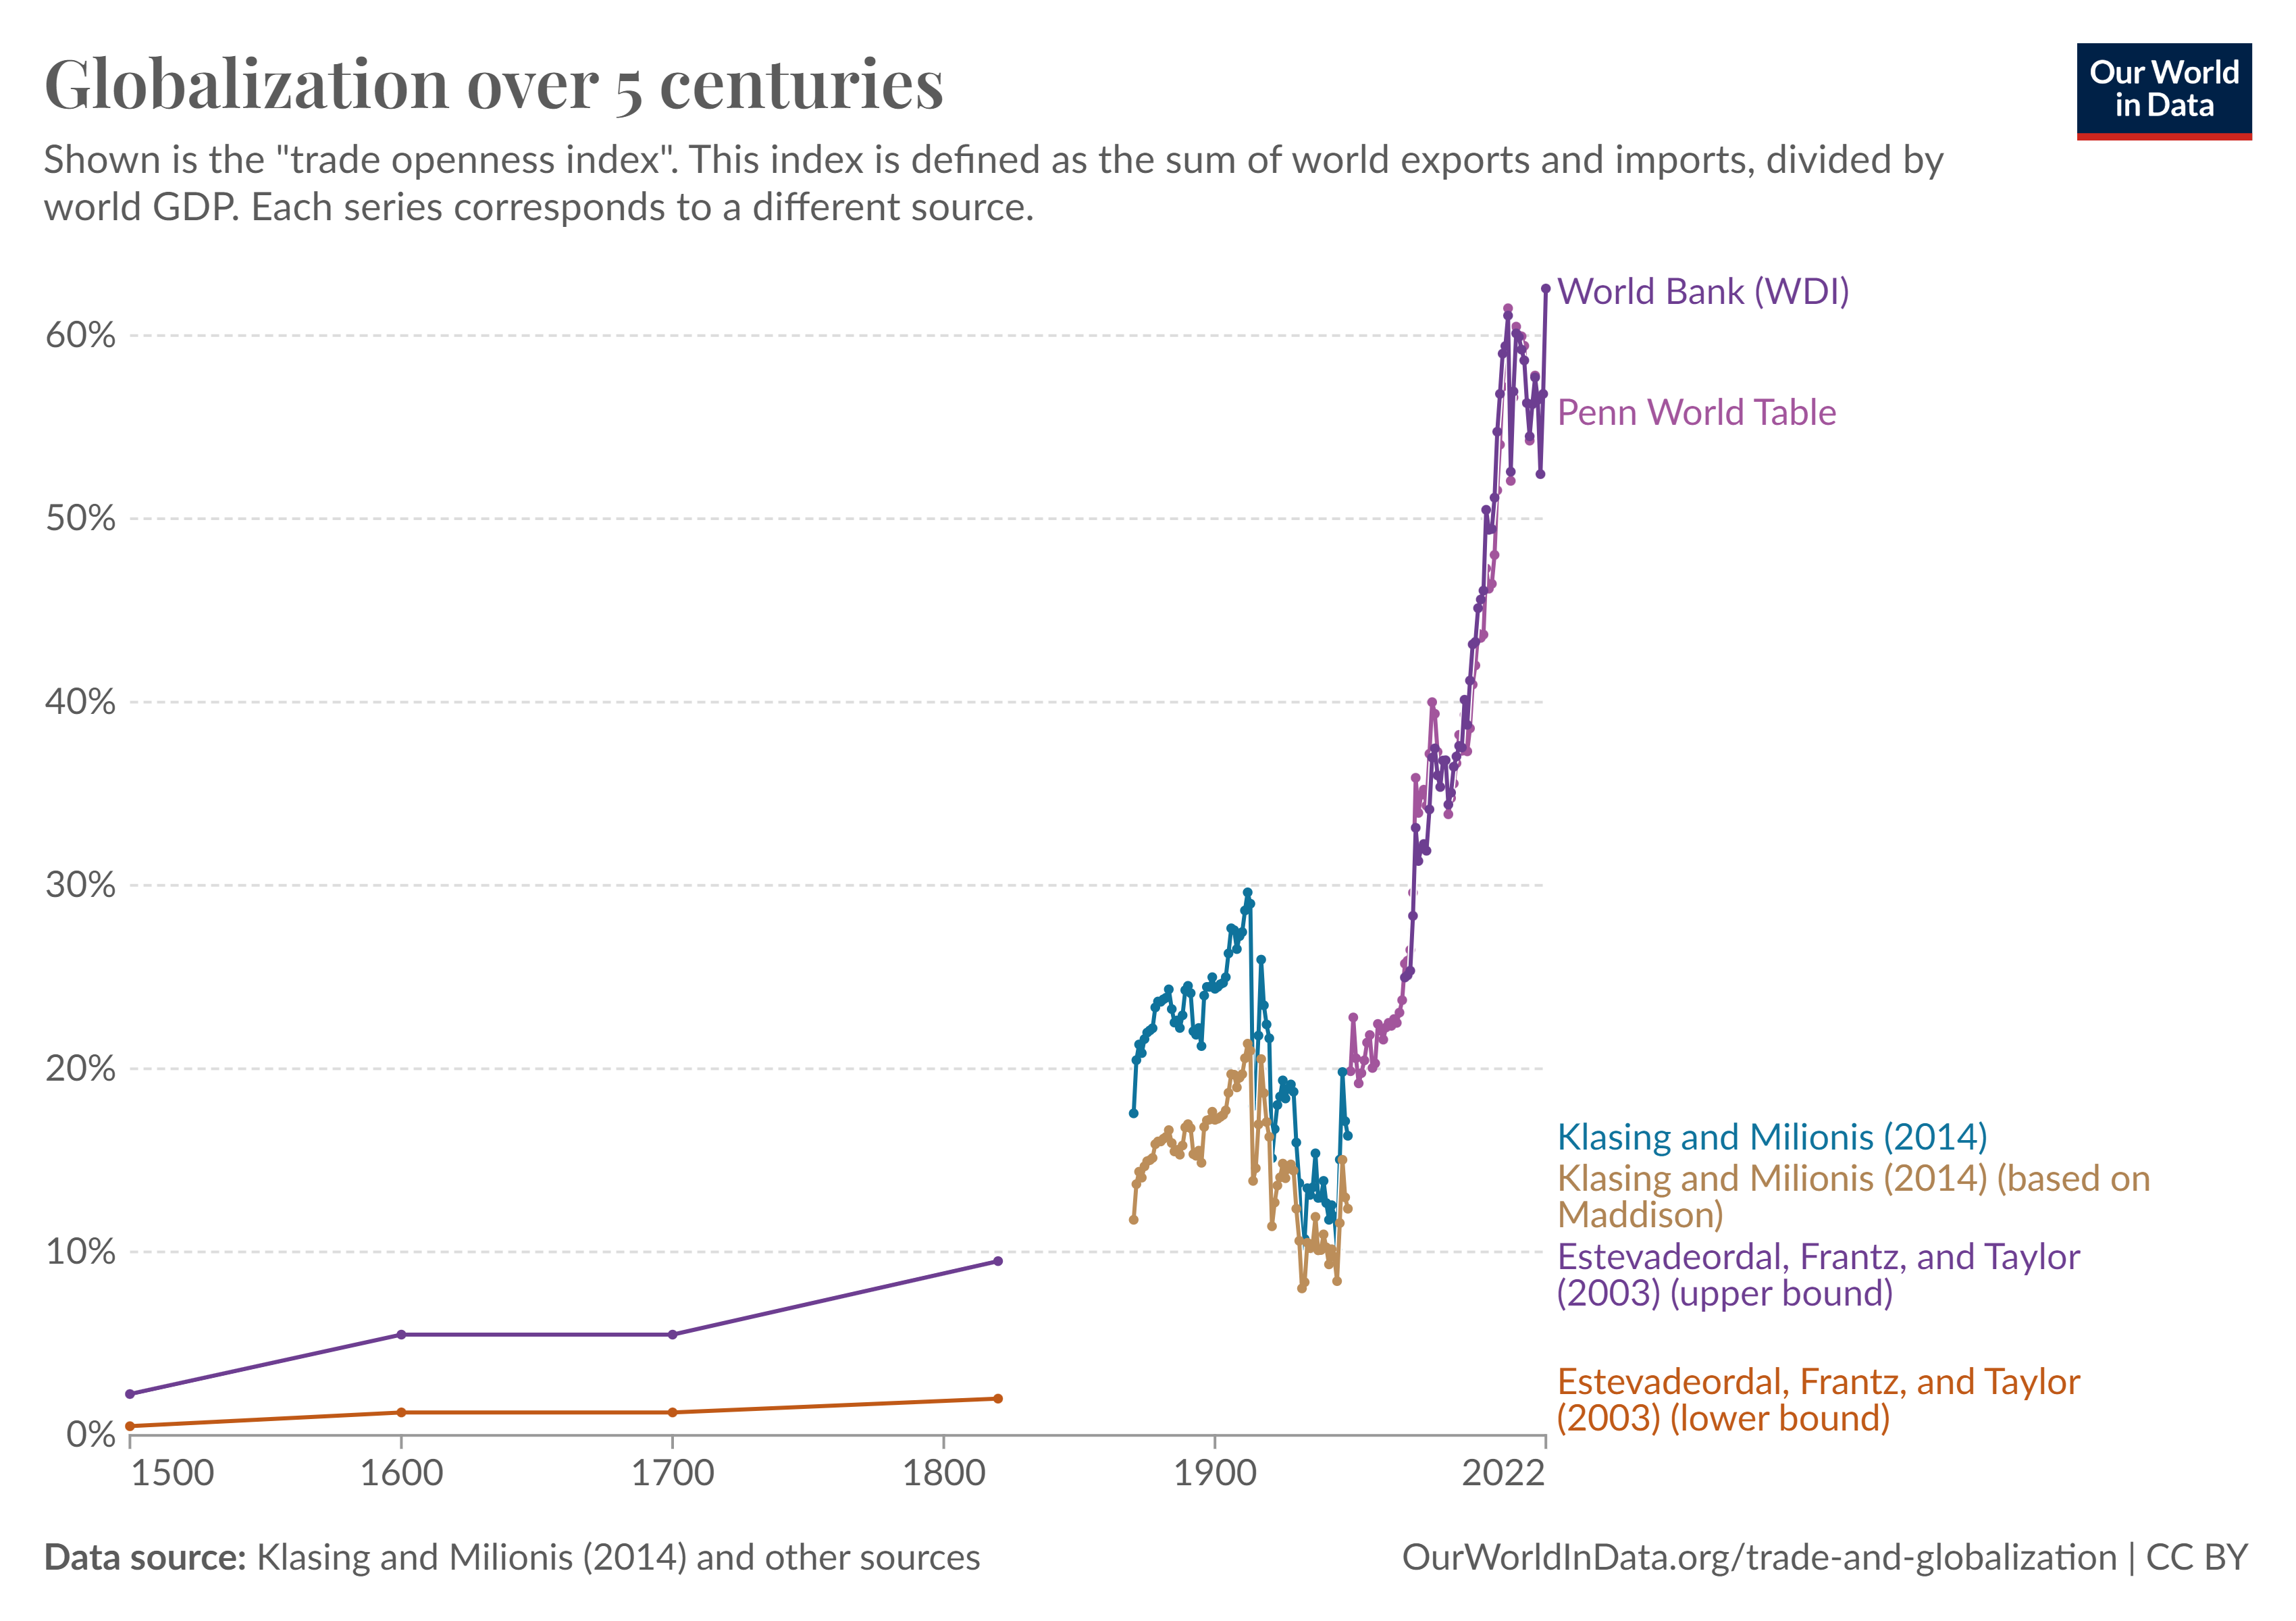 Globalization over 5 centuries
Our World
in Data
Shown is the "trade openness index". This index is defined as the sum of world exports and imports, divided by
world GDP. Each series corresponds to a different source.
World Bank (WDI)
60%
Penn World Table
50%
40%
30%
20%
Klasing and Milionis (2014)
Klasing and Milionis (2014) (based on
Maddison)
10%
Estevadeordal, Frantz, and Taylor
(2003) (upper bound)
Estevadeordal, Frantz, and Taylor
(2003) (lower bound)
0%
1500 1600 1700 1800 1900 2022
Data source: Klasing and Milionis (2014) and other sources
OurWorldInData.org/trade-and-globalization | CC BY